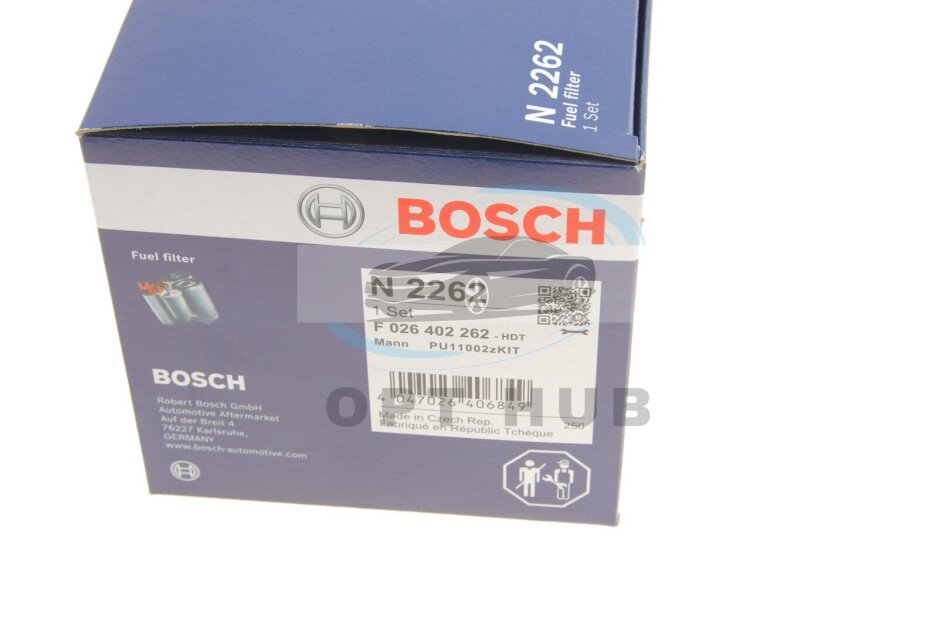 N 2262
Fuel filter
1 Set
BOSCH
Fuel filter
N 2262
1 Set
F 026 402 262 - HDT
Mann PU11002zKIT
4 047026 406849
Made in Czech Rep.
Fabriqué en République Tchèque
250
BOSCH
Robert Bosch GmbH
Automotive Aftermarket
Auf der Breit 4
76227 Karlsruhe,
GERMANY
www.bosch-automotive.com
OPT HUB